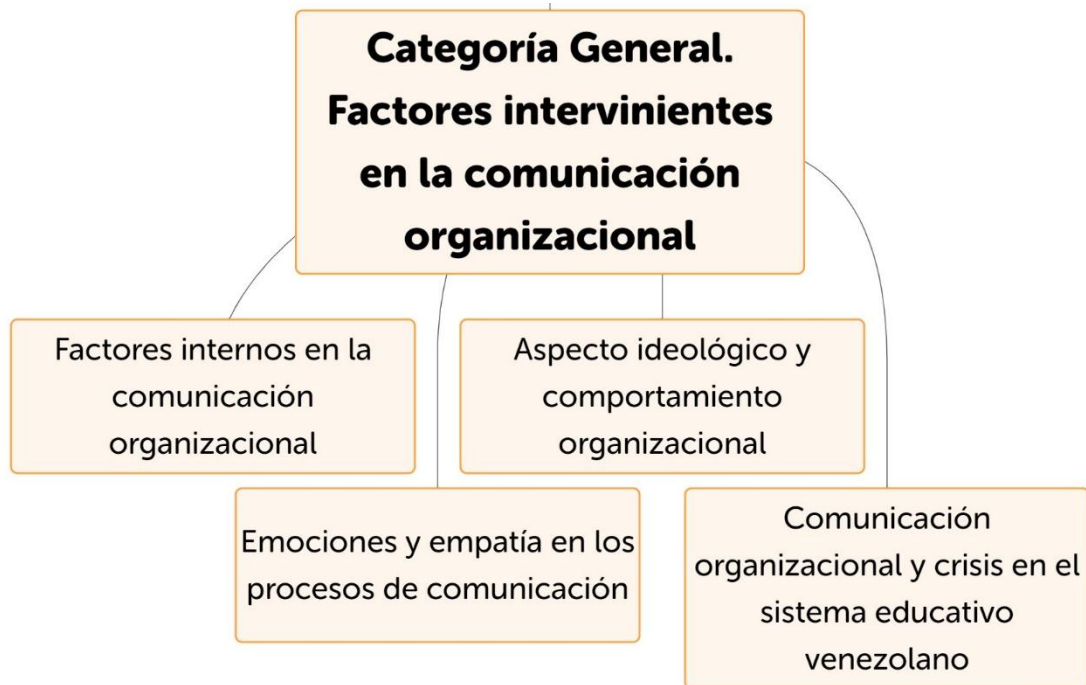 Categoría General.
Factores intervinientes
en la comunicación
organizacional
Factores internos en la
comunicación
organizacional
Aspecto ideológico y
comportamiento
organizacional
Emociones y empatía en los
procesos de comunicación
Comunicación
organizacional y crisis en el
sistema educativo
venezolano